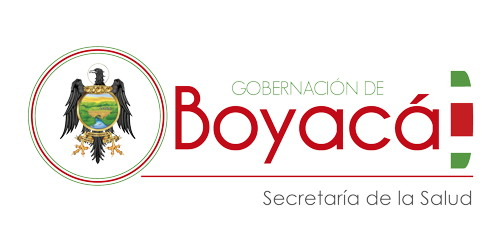 GOBERNACIÓN DE
Boyacá
Secretaría de la Salud